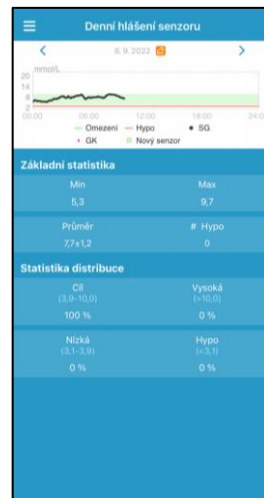 Denní hlášení senzoru
6. 9. 2022
mmol/L
20
14
8
2
00:00 06:00 12:00 18:00 24:0
Omezení Hypo SG
GK Nový senzor
Základní statistika
Min Max
5,3 9,7
Průměr # Hypo
7,7±1,2 0
Statistika distribuce
Cíl Vysoká
(3,9-10,0) (>10,0)
100 % 0 %
Nízká Hypo
(3,1-3,9) (<3,1)
0 % 0 %